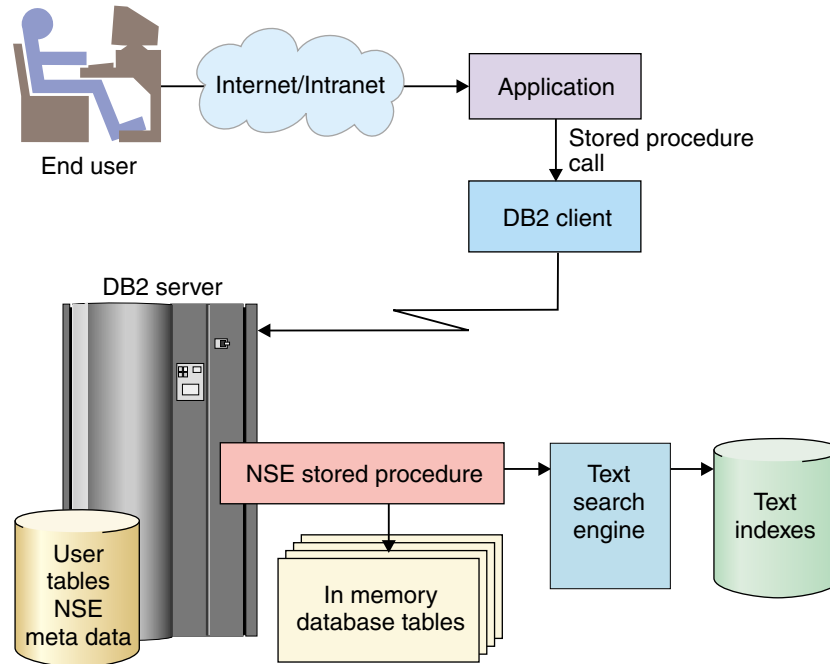 Internet/Intranet
Application
End user
Stored procedure
call
DB2 client
DB2 server
NSE stored procedure
Text
search
engine
Text
indexes
User
tables
NSE
meta data
In memory
database tables